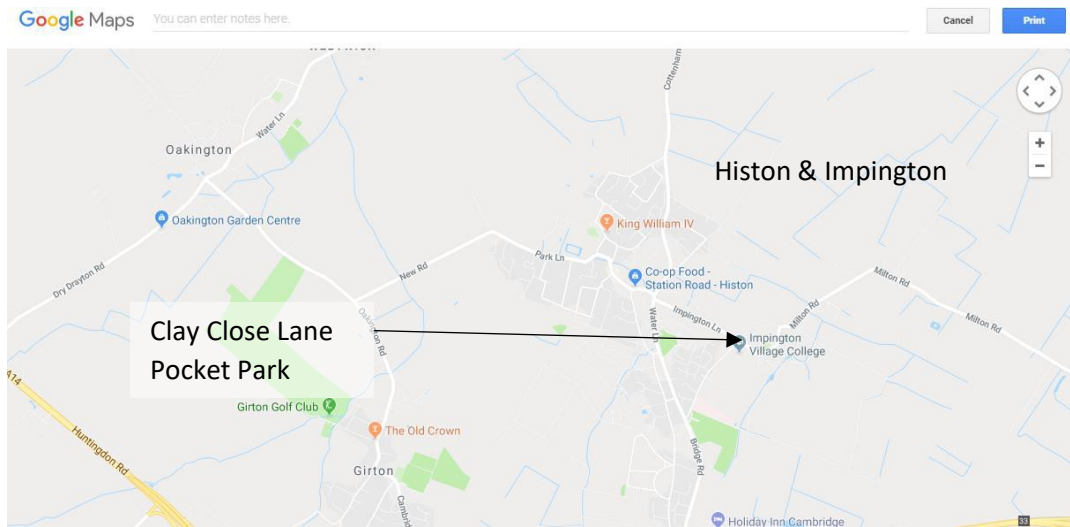 Google Maps
You can enter notes here.
Cancel
Print
Cottenham
Water Ln
Oakington
Histon & Impington
Oakington Garden Centre
King William IV
Dry Drayton Rd
New Rd
Park Ln
Co-op Food -
Station Road - Histon
Milton Rd
Milton Rd
Milton Rd
Clay Close Lane
Pocket Park
Oakington Rd
Water Ln
Impington Ln
Impington
Village College
A14
Girton Golf Club
Huntingdon Rd
The Old Crown
Bridge Rd
Girton
Holiday Inn Cambridge
33